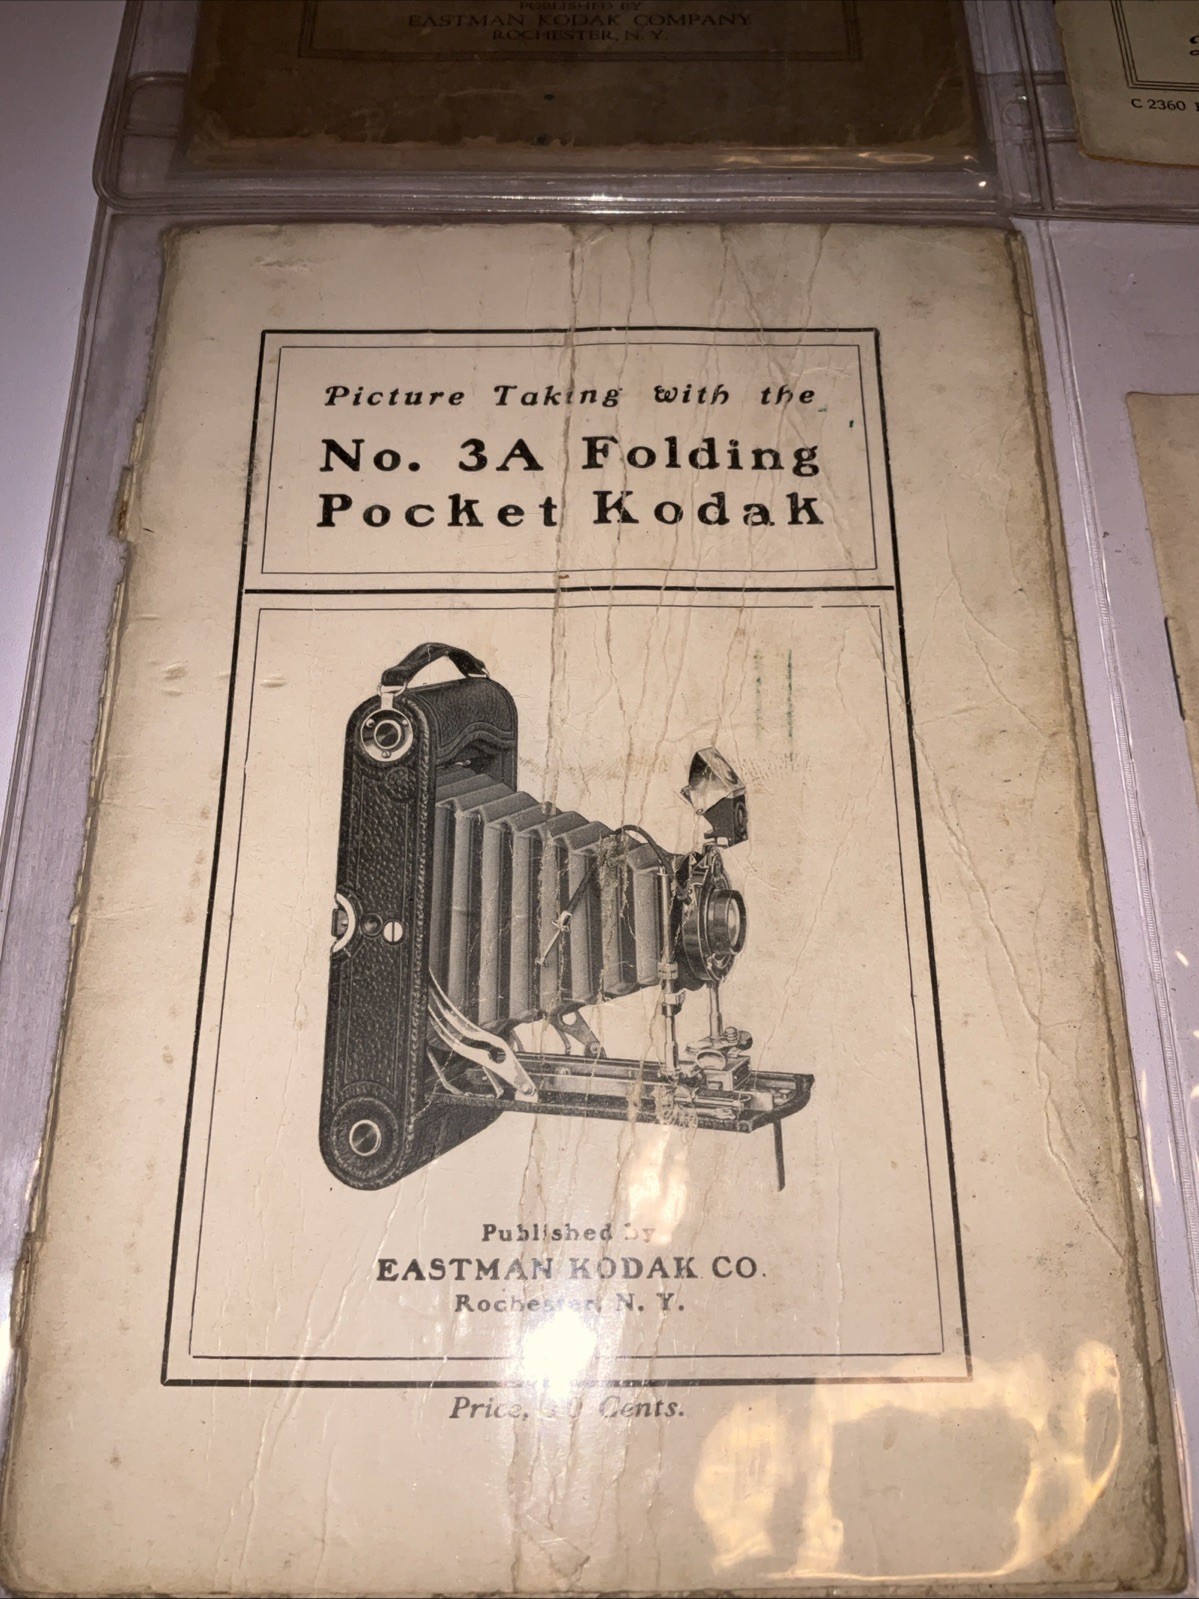 PUBLISHED BY
EASTMAN KODAK COMPANY
ROCHESTER, N. Y.
C 2360
Picture Taking with the
No. 3A Folding
Pocket Kodak
Published by
EASTMAN KODAK CO.
Rochester, N. Y.
Price, Cents.